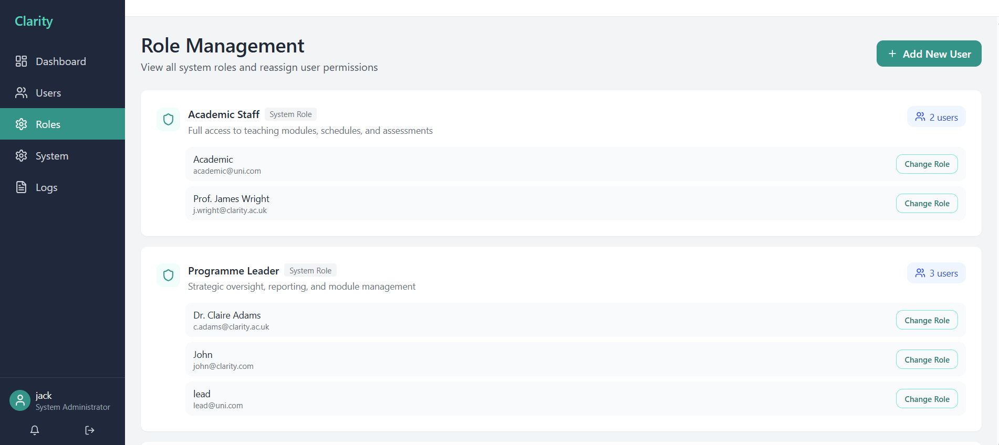 Clarity
Dashboard
Users
Roles
System
Logs
jack
System Administrator
Role Management
View all system roles and reassign user permissions
+ Add New User
Academic Staff System Role
2 users
Full access to teaching modules, schedules, and assessments
Academic
academic@uni.com
Change Role
Prof. James Wright
j.wright@clarity.ac.uk
Change Role
Programme Leader System Role
3 users
Strategic oversight, reporting, and module management
Dr. Claire Adams
c.adams@clarity.ac.uk
Change Role
John
john@clarity.com
Change Role
lead
lead@uni.com
Change Role